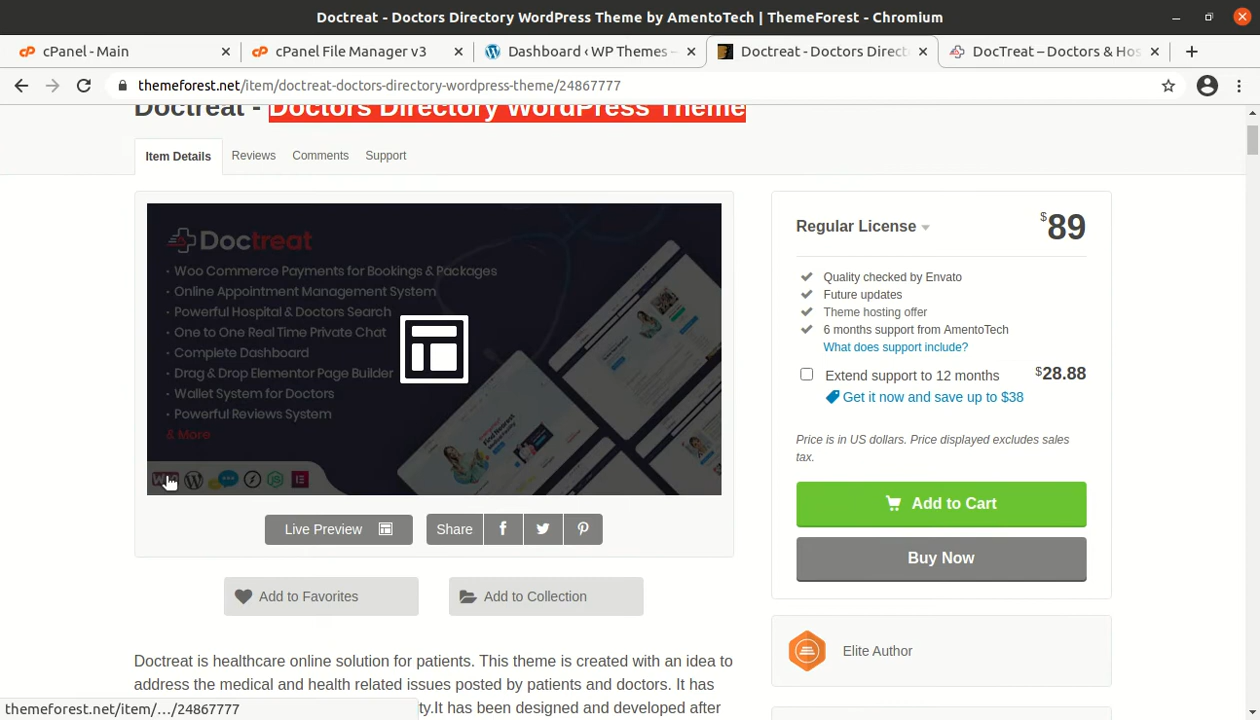 Doctreat - Doctors Directory WordPress Theme by AmentoTech | ThemeForest - Chromium
cPanel - Main
cPanel File Manager v3
Dashboard ‹ WP Themes –
Doctreat - Doctors Direct
DocTreat – Doctors & Hos
themeforest.net/item/doctreat-doctors-directory-wordpress-theme/24867777
Doctreat - Doctors Directory WordPress Theme
Item Details
Reviews
Comments
Support
Doctreat
· Woo Commerce Payments for Bookings & Packages
· Online Appointment Management System
· Powerful Hospital & Doctors Search
· One to One Real Time Private Chat
· Complete Dashboard
· Drag & Drop Elementor Page Builder
· Wallet System for Doctors
· Powerful Reviews System
& More
Live Preview
Share
Add to Favorites
Add to Collection
Doctreat is healthcare online solution for patients. This theme is created with an idea to
address the medical and health related issues posted by patients and doctors. It has
ty.It has been designed and developed after
Regular License
$89
Quality checked by Envato
Future updates
Theme hosting offer
6 months support from AmentoTech
What does support include?
Extend support to 12 months
$28.88
Get it now and save up to $38
Price is in US dollars. Price displayed excludes sales
tax.
Add to Cart
Buy Now
Elite Author
themeforest.net/item/…/24867777